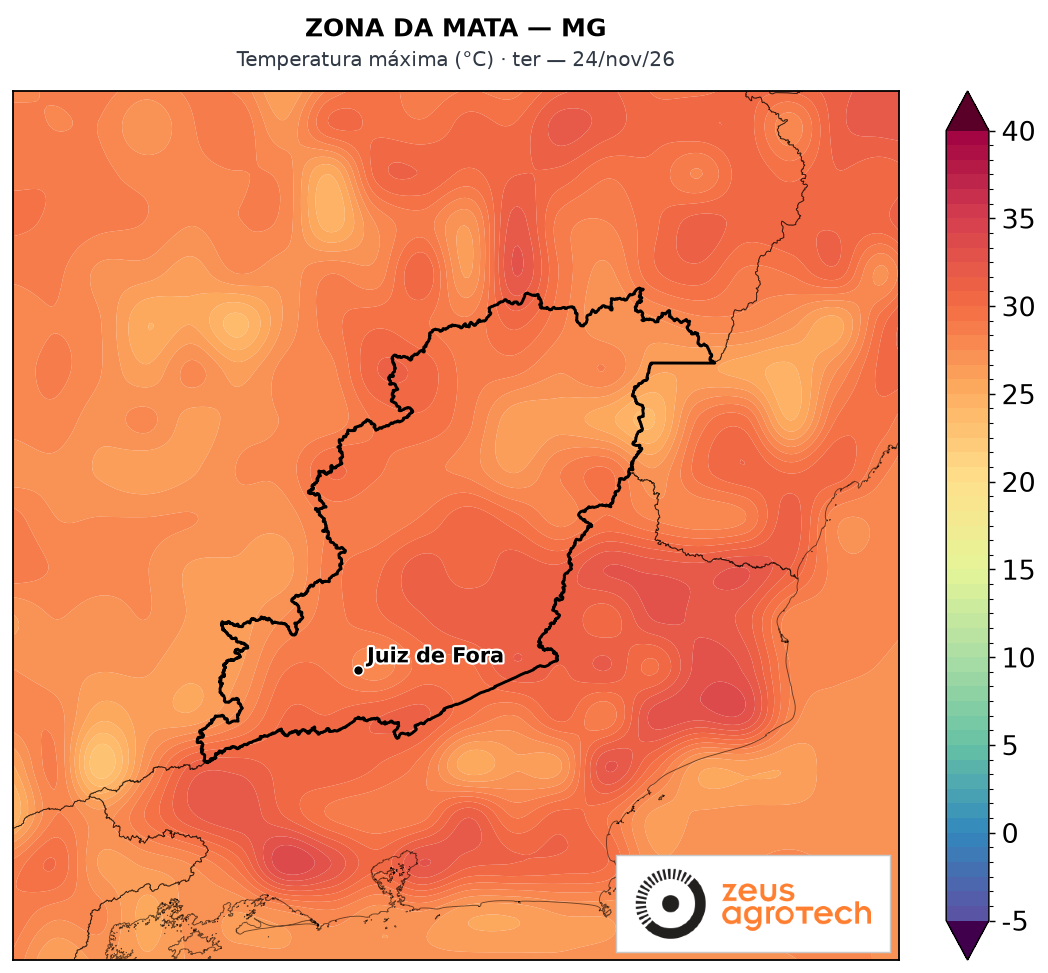 ZONA DA MATA — MG
Temperatura máxima (°C) · ter — 24/nov/26
40
35
30
25
20
15
10
5
0
-5
Juiz de Fora
zeus
agrotech